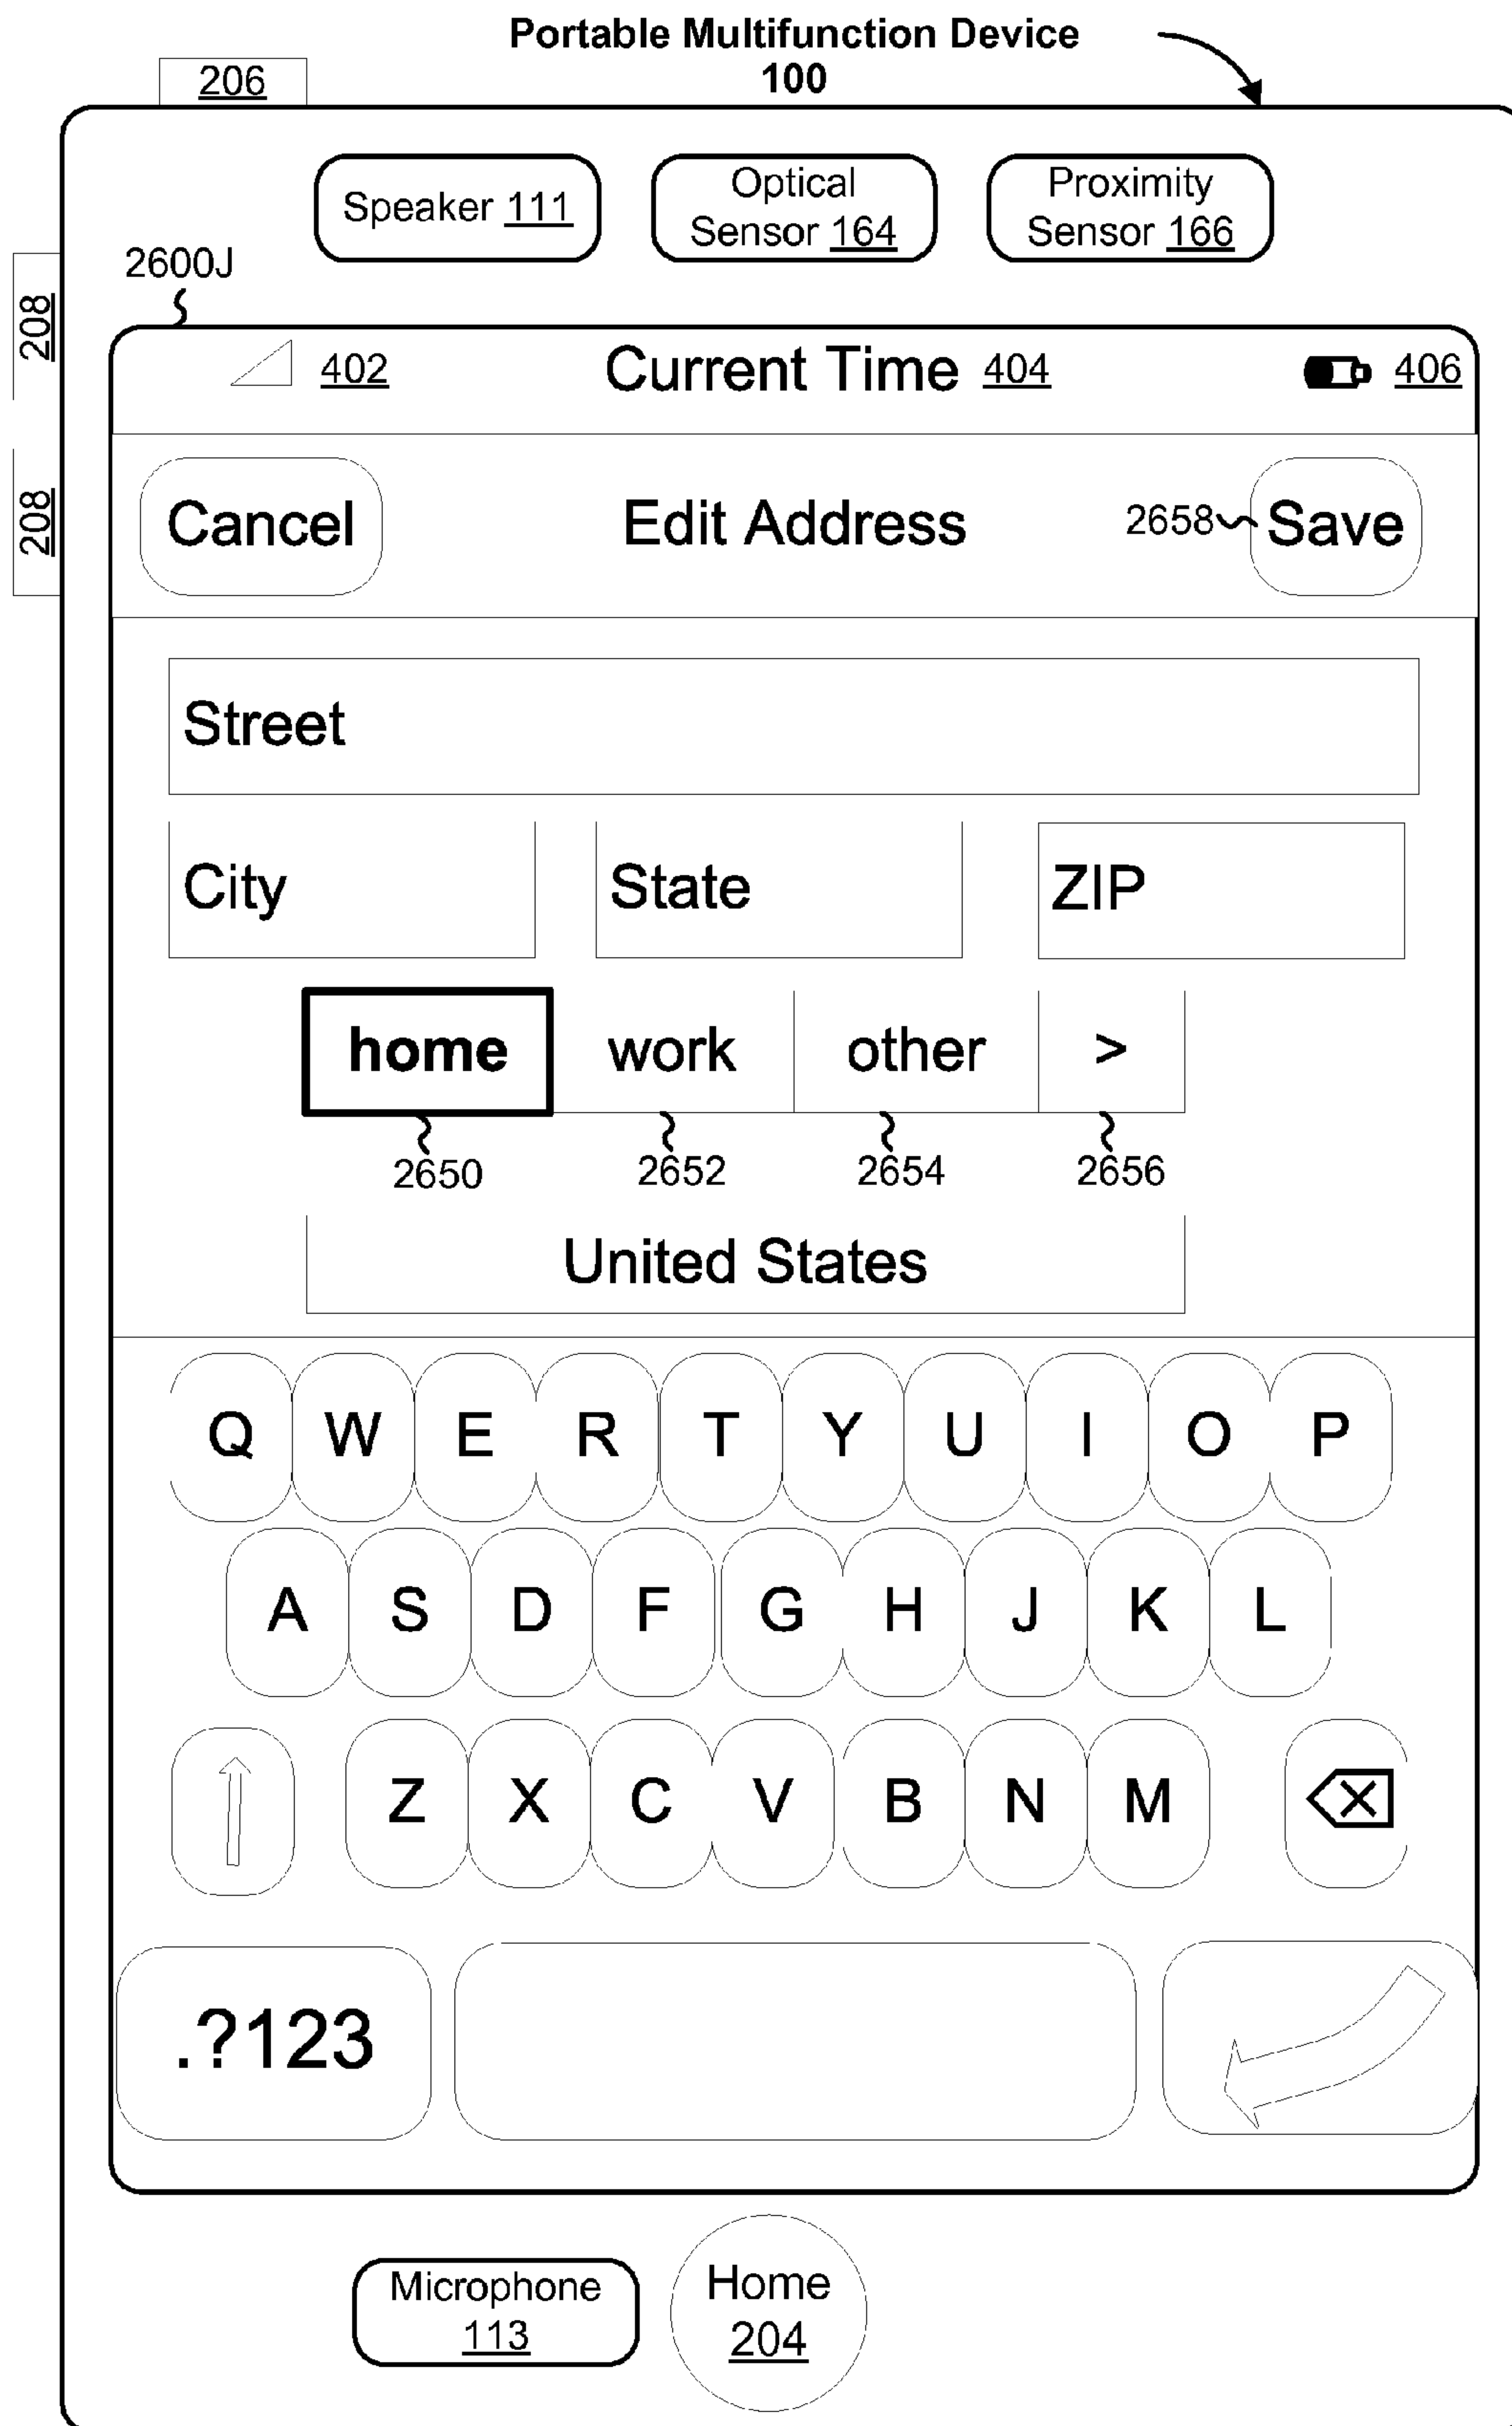 Portable Multifunction Device
100
206
Speaker 111
Optical
Sensor 164
Proximity
Sensor 166
2600J
208
402
Current Time 404
406
208
Cancel
Edit Address
2658
Save
Street
City
State
ZIP
home
work
other
>
2650
2652
2654
2656
United States
Q W E R T Y U I O P
A S D F G H J K L
Z X C V B N M
.?123
Microphone
113
Home
204